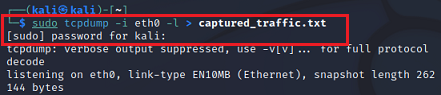 ┌──(kali㉿kali)-[~]
└─$ sudo tcpdump -i eth0 -l > captured_traffic.txt
[sudo] password for kali:
tcpdump: verbose output suppressed, use -v[v]... for full protocol
decode
listening on eth0, link-type EN10MB (Ethernet), snapshot length 262
144 bytes